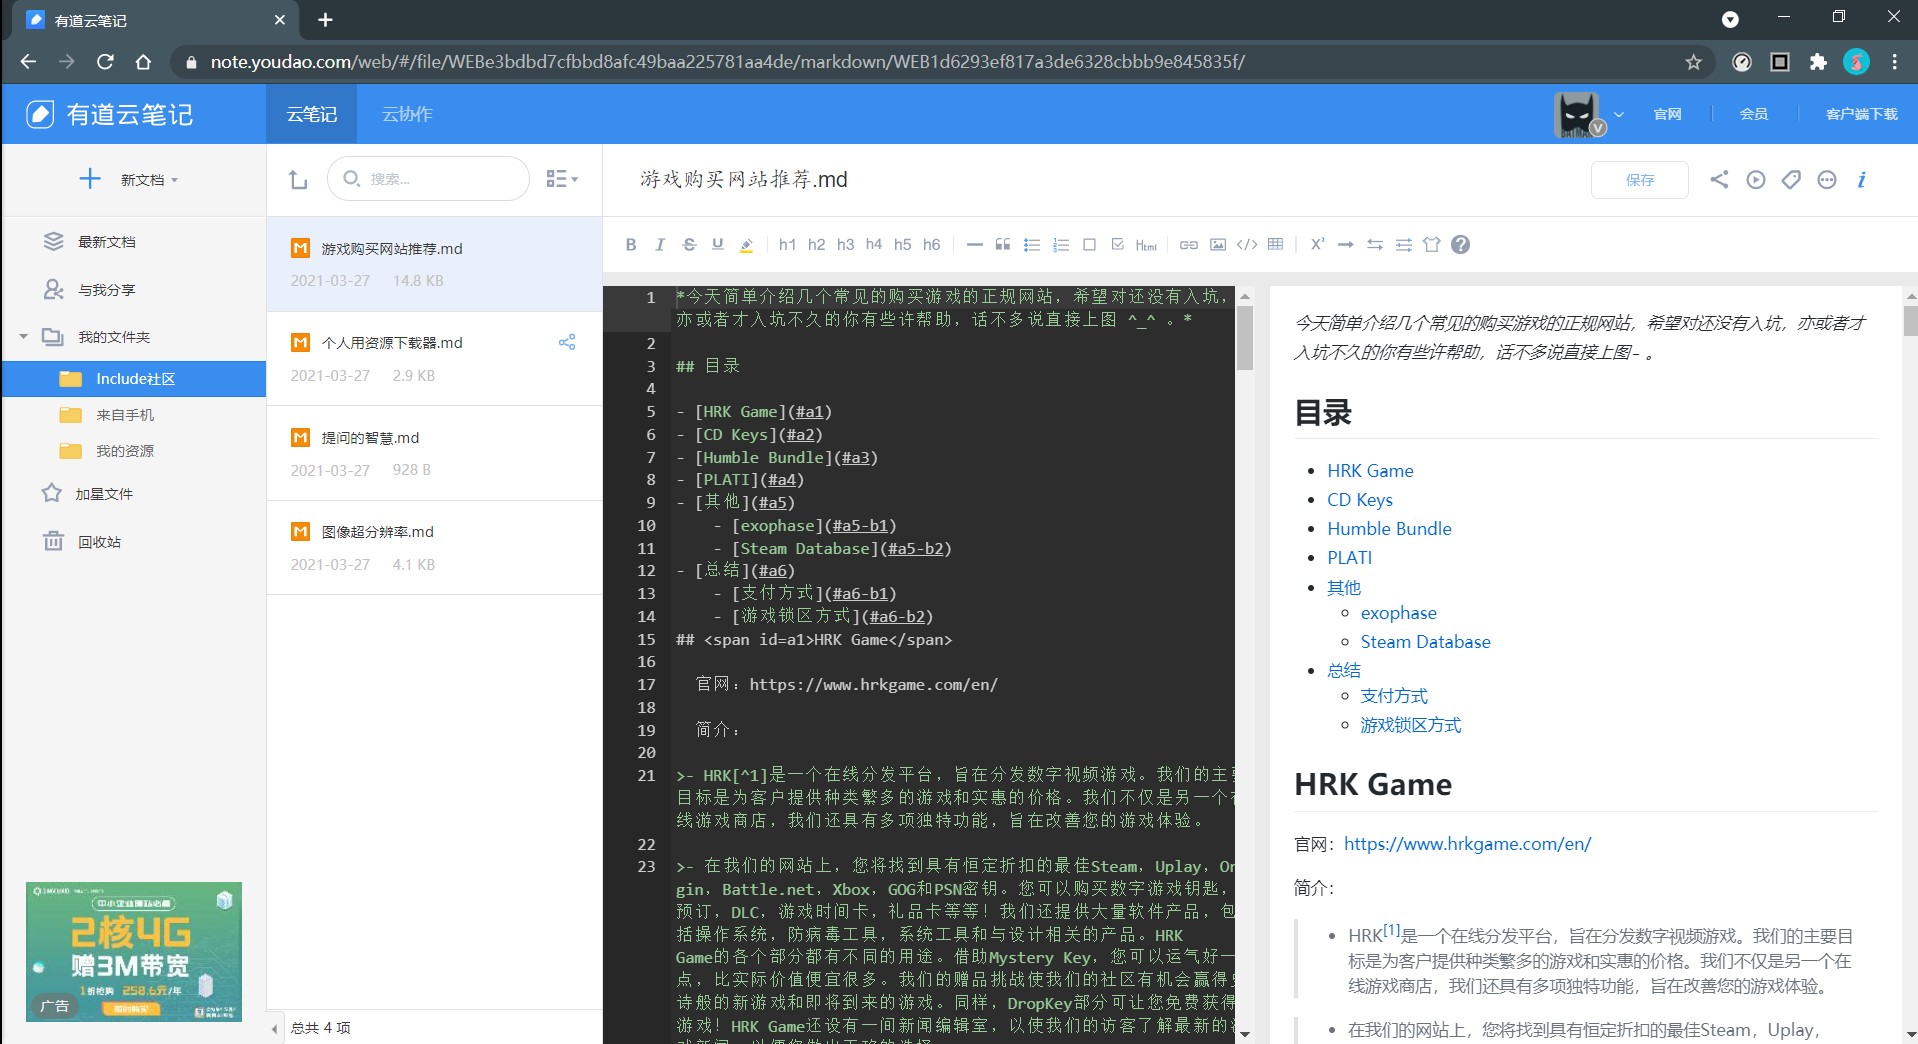 有道云笔记
note.youdao.com/web/#/file/WEBe3bdbd7cfbbd8afc49baa225781aa4de/markdown/WEB1d6293ef817a3de6328cbbb9e845835f/
有道云笔记
云笔记
云协作
官网
会员
客户端下载
新文档
搜索...
游戏购买网站推荐.md
保存
最新文档
与我分享
我的文件夹
Include社区
来自手机
我的资源
加星文件
回收站
中小企业建站必备
2核4G
赠3M带宽
1折抢购 258.6元/年
广告
游戏购买网站推荐.md
2021-03-27 14.8 KB
个人用资源下载器.md
2021-03-27 2.9 KB
提问的智慧.md
2021-03-27 928 B
图像超分辨率.md
2021-03-27 4.1 KB
总共 4 项
B I S U h1 h2 h3 h4 h5 h6 Html </> X² ?
1 *今天简单介绍几个常见的购买游戏的正规网站，希望对还没有入坑，
亦或者才入坑不久的你有些许帮助，话不多说直接上图 ^_^ 。*
2
3 ## 目录
4
5 - [HRK Game](#a1)
6 - [CD Keys](#a2)
7 - [Humble Bundle](#a3)
8 - [PLATI](#a4)
9 - [其他](#a5)
10 - [exophase](#a5-b1)
11 - [Steam Database](#a5-b2)
12 - [总结](#a6)
13 - [支付方式](#a6-b1)
14 - [游戏锁区方式](#a6-b2)
15 ## <span id=a1>HRK Game</span>
16
17 官网：https://www.hrkgame.com/en/
18
19 简介：
20
21 >- HRK[^1]是一个在线分发平台，旨在分发数字视频游戏。我们的主要
目标是为客户提供种类繁多的游戏和实惠的价格。我们不仅是另一个在
线游戏商店，我们还具有多项独特功能，旨在改善您的游戏体验。
22
23 >- 在我们的网站上，您将找到具有恒定折扣的最佳Steam，Uplay，Ori
gin，Battle.net，Xbox，GOG和PSN密钥。您可以购买数字游戏钥匙，
预订，DLC，游戏时间卡，礼品卡等等！我们还提供大量软件产品，包
括操作系统，防病毒工具，系统工具和与设计相关的产品。HRK
Game的各个部分都有不同的用途。借助Mystery Key，您可以运气好一
点，比实际价值便宜很多。我们的赠品挑战使我们的社区有机会赢得史
诗般的新游戏和即将到来的游戏。同样，DropKey部分可让您免费获得
游戏！HRK Game还设有一间新闻编辑室，以使我们的访客了解最新的游
今天简单介绍几个常见的购买游戏的正规网站，希望对还没有入坑，亦或者才
入坑不久的你有些许帮助，话不多说直接上图- 。
目录
HRK Game
CD Keys
Humble Bundle
PLATI
其他
exophase
Steam Database
总结
支付方式
游戏锁区方式
HRK Game
官网：https://www.hrkgame.com/en/
简介：
HRK[1]是一个在线分发平台，旨在分发数字视频游戏。我们的主要目
标是为客户提供种类繁多的游戏和实惠的价格。我们不仅是另一个在
线游戏商店，我们还具有多项独特功能，旨在改善您的游戏体验。
在我们的网站上，您将找到具有恒定折扣的最佳Steam，Uplay，